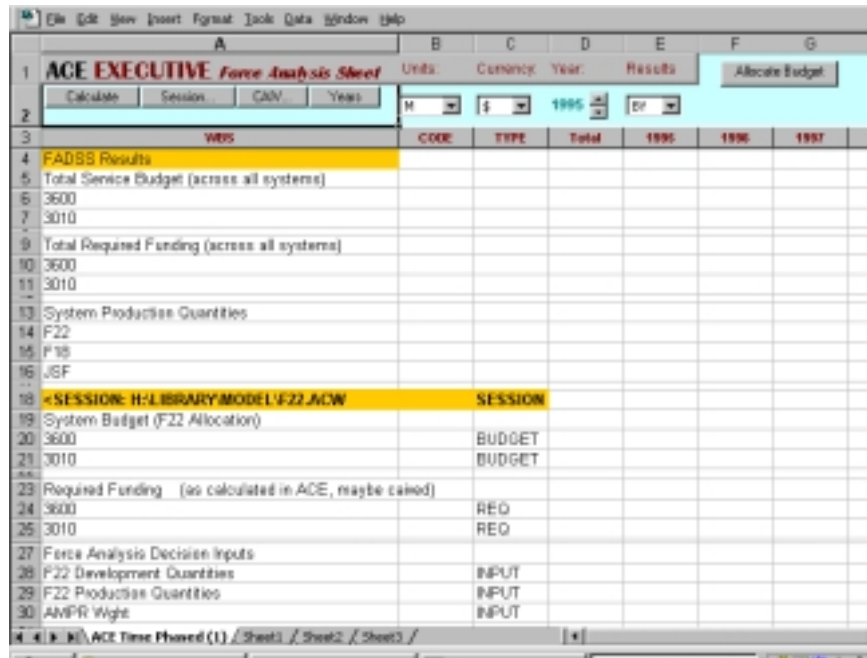 File Edit View Insert Format Tools Data Window Help
A B C D E F G
1 ACE EXECUTIVE Force Analysis Sheet Units: Currency: Year: Results Allocate Budget
Calculate Session... CAIV... Years
2 M $ 1995 BY
3 WBS CODE TYPE Total 1995 1996 1997
4 FADSS Results
5 Total Service Budget (across all systems)
6 3600
7 3010
9 Total Required Funding (across all systems)
10 3600
11 3010
13 System Production Quantities
14 F22
15 F18
16 JSF
18 <SESSION: H:\LIBRARY\MODEL\F22.ACW SESSION
19 System Budget (F22 Allocation)
20 3600 BUDGET
21 3010 BUDGET
23 Required Funding (as calculated in ACE, maybe caived)
24 3600 REQ
25 3010 REQ
27 Force Analysis Decision Inputs
28 F22 Development Quantities INPUT
29 F22 Production Quantities INPUT
30 AMPR Wght INPUT
ACE Time Phased (1) / Sheet1 / Sheet2 / Sheet3 /